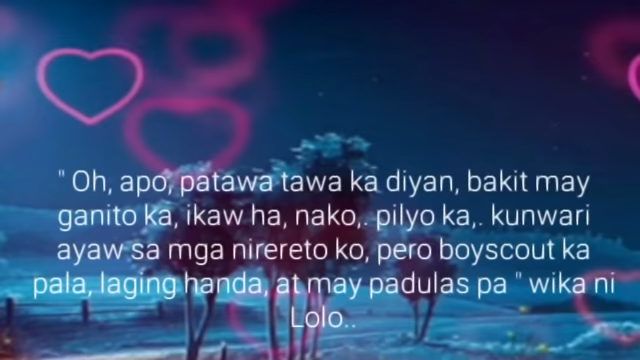 " Oh, apo, patawa tawa ka diyan, bakit may
ganito ka, ikaw ha, nako,. pilyo ka,. kunwari
ayaw sa mga nirereto ko, pero boyscout ka
pala, laging handa, at may padulas pa " wika ni
Lolo..